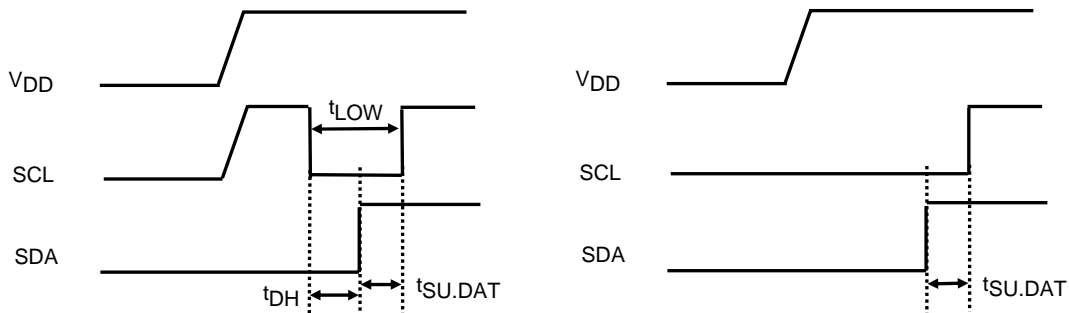 VDD
tLOW
SCL
SDA
tDH
tSU.DAT
VDD
SCL
SDA
tSU.DAT